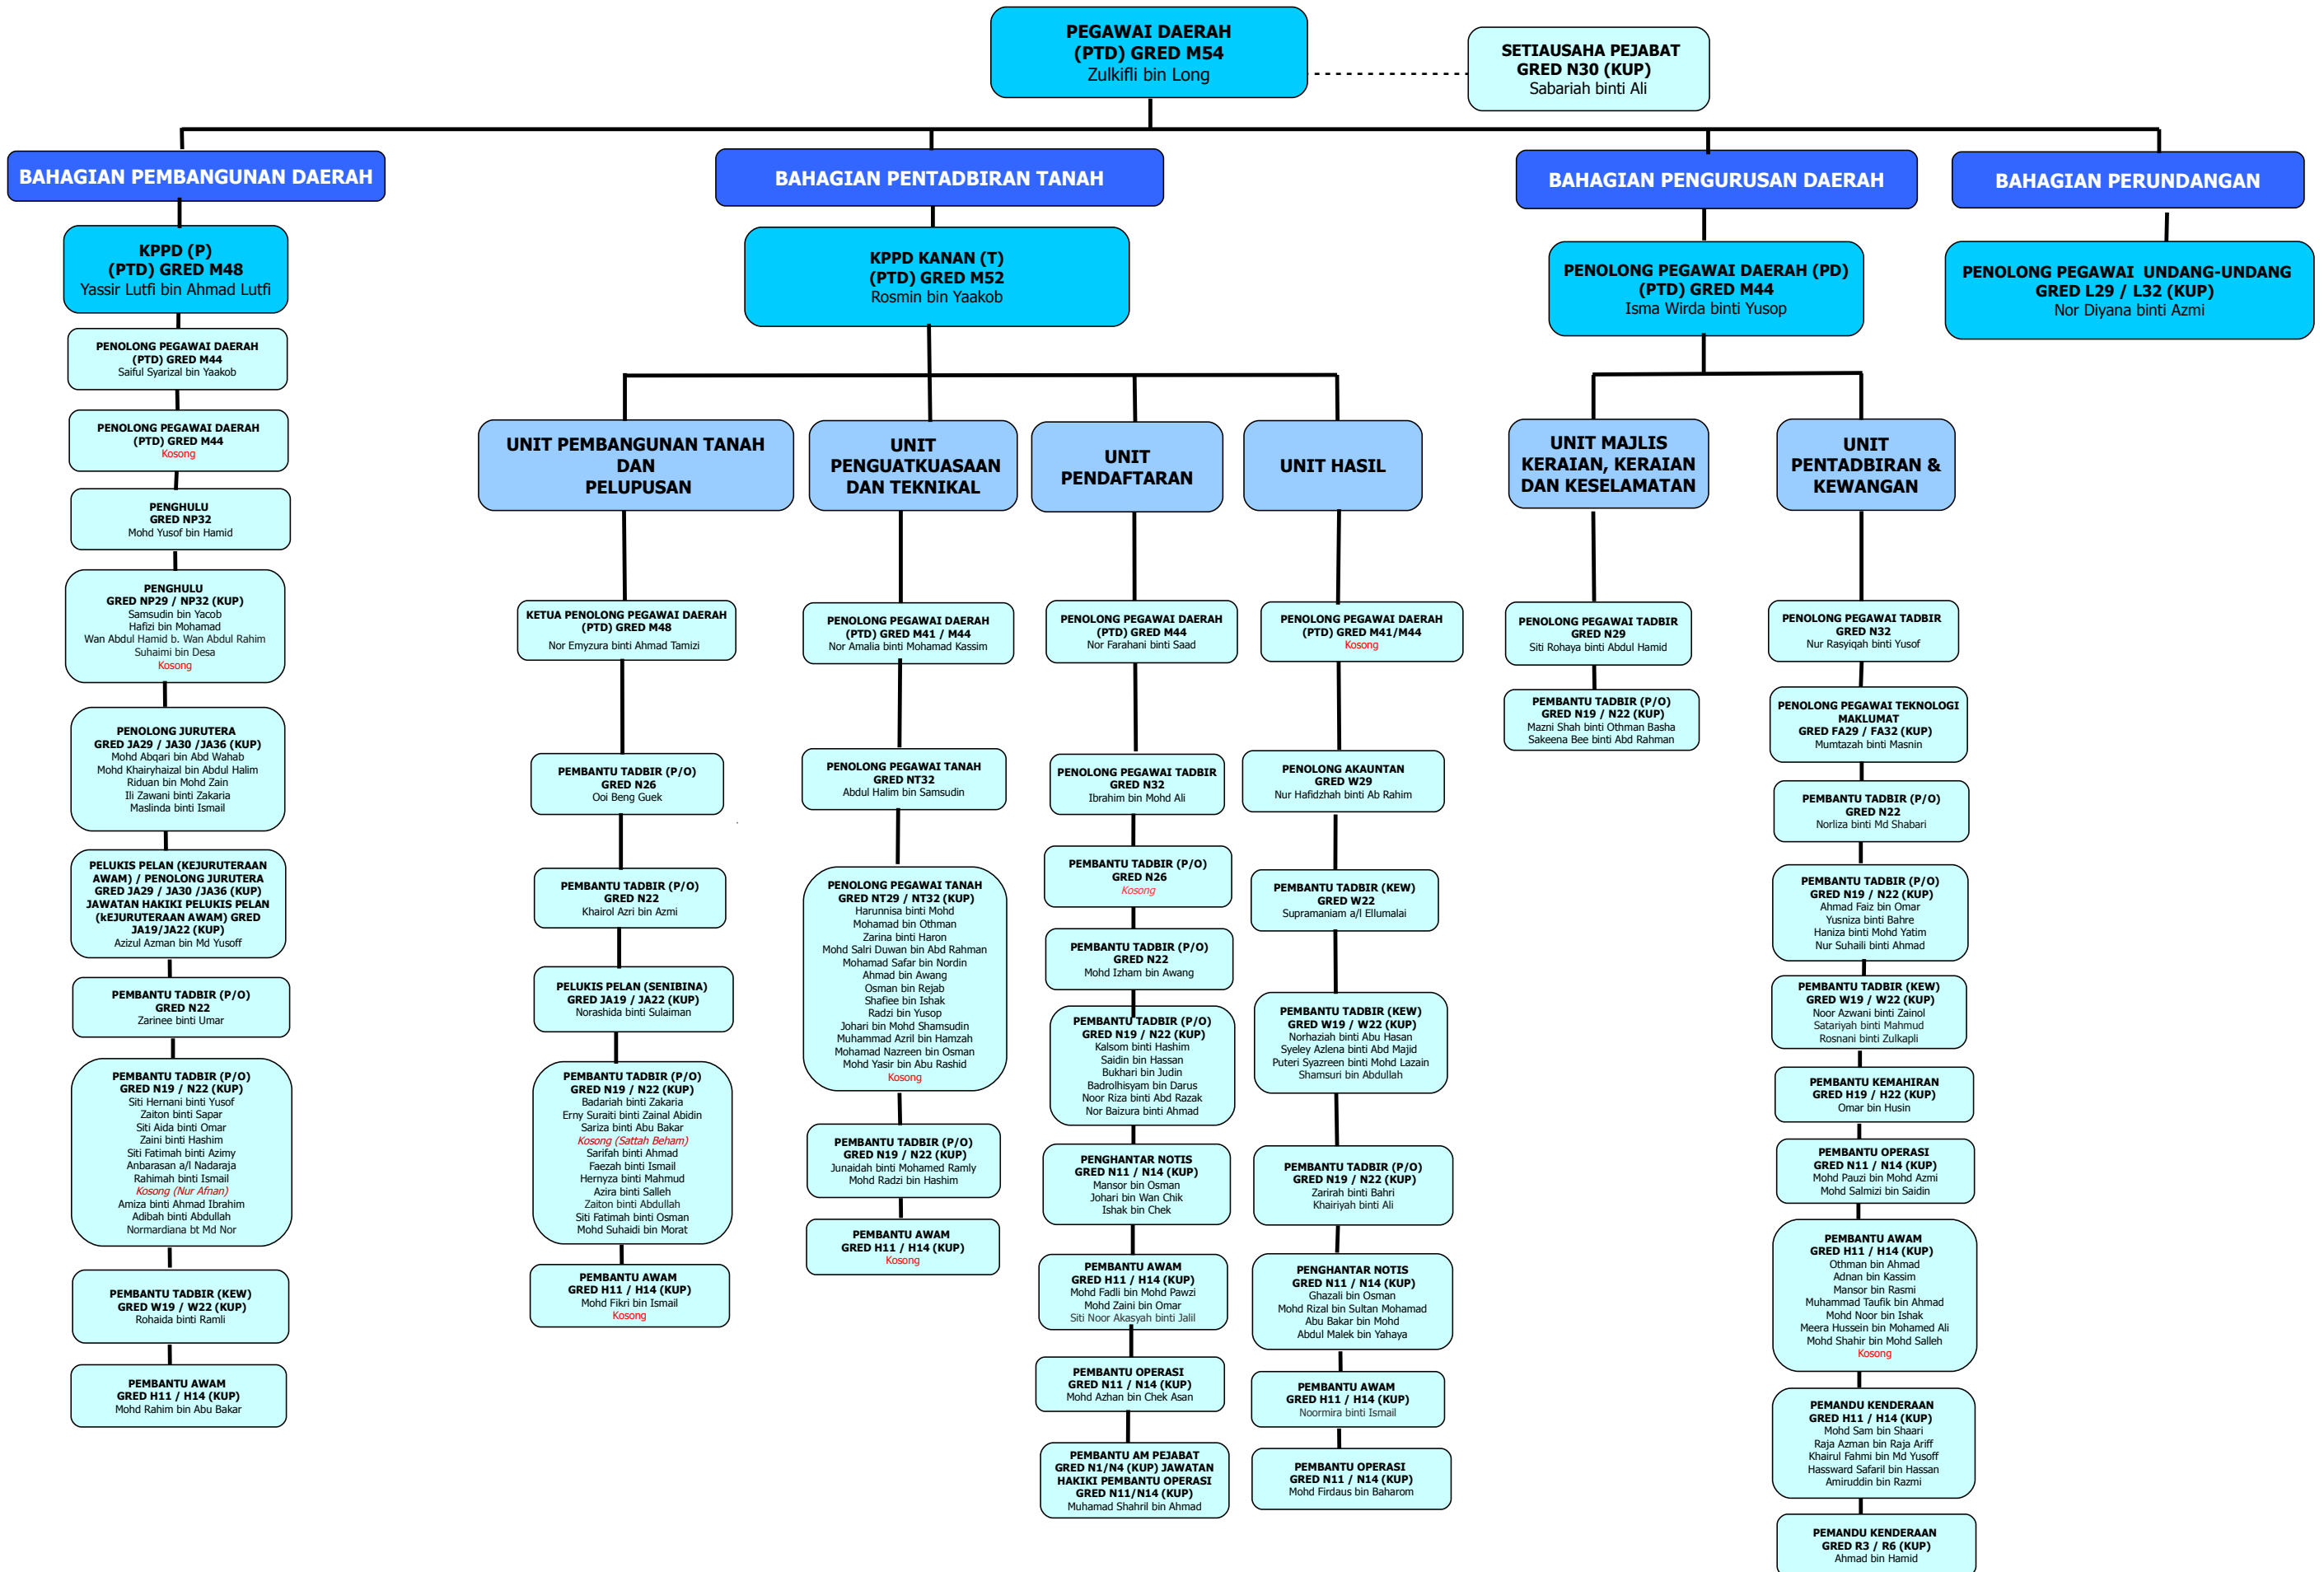 PEGAWAI DAERAH
(PTD) GRED M54
Zulkifli bin Long
SETIAUSAHA PEJABAT
GRED N30 (KUP)
Sabariah binti Ali
BAHAGIAN PEMBANGUNAN DAERAH
KPPD (P)
(PTD) GRED M48
Yassir Lutfi bin Ahmad Lutfi
PENOLONG PEGAWAI DAERAH
(PTD) GRED M44
Saiful Syarizal bin Yaakob
PENOLONG PEGAWAI DAERAH
(PTD) GRED M44
Kosong
PENGHULU
GRED NP32
Mohd Yusof bin Hamid
PENGHULU
GRED NP29 / NP32 (KUP)
Samsudin bin Yacob
Hafizi bin Mohamad
Wan Abdul Hamid b. Wan Abdul Rahim
Suhaimi bin Desa
Kosong
PENOLONG JURUTERA
GRED JA29 / JA30 /JA36 (KUP)
Mohd Abqari bin Abd Wahab
Mohd Khairyhaizal bin Abdul Halim
Riduan bin Mohd Zain
Ili Zawani binti Zakaria
Maslinda binti Ismail
PELUKIS PELAN (KEJURUTERAAN
AWAM) / PENOLONG JURUTERA
GRED JA29 / JA30 /JA36 (KUP)
JAWATAN HAKIKI PELUKIS PELAN
(kEJURUTERAAN AWAM) GRED
JA19/JA22 (KUP)
Azizul Azman bin Md Yusoff
PEMBANTU TADBIR (P/O)
GRED N22
Zarinee binti Umar
PEMBANTU TADBIR (P/O)
GRED N19 / N22 (KUP)
Siti Hernani binti Yusof
Zaiton binti Sapar
Siti Aida binti Omar
Zaini binti Hashim
Siti Fatimah binti Azimy
Anbarasan a/l Nadaraja
Rahimah binti Ismail
Kosong (Nur Afnan)
Amiza binti Ahmad Ibrahim
Adibah binti Abdullah
Normardiana bt Md Nor
PEMBANTU TADBIR (KEW)
GRED W19 / W22 (KUP)
Rohaida binti Ramli
PEMBANTU AWAM
GRED H11 / H14 (KUP)
Mohd Rahim bin Abu Bakar
BAHAGIAN PENTADBIRAN TANAH
KPPD KANAN (T)
(PTD) GRED M52
Rosmin bin Yaakob
UNIT PEMBANGUNAN TANAH
DAN
PELUPUSAN
KETUA PENOLONG PEGAWAI DAERAH
(PTD) GRED M48
Nor Emyzura binti Ahmad Tamizi
PEMBANTU TADBIR (P/O)
GRED N26
Ooi Beng Guek
PEMBANTU TADBIR (P/O)
GRED N22
Khairol Azri bin Azmi
PELUKIS PELAN (SENIBINA)
GRED JA19 / JA22 (KUP)
Norashida binti Sulaiman
PEMBANTU TADBIR (P/O)
GRED N19 / N22 (KUP)
Badariah binti Zakaria
Erny Suraiti binti Zainal Abidin
Sariza binti Abu Bakar
Kosong (Sattah Beham)
Sarifah binti Ahmad
Faezah binti Ismail
Hernyza binti Mahmud
Azira binti Salleh
Zaiton binti Abdullah
Siti Fatimah binti Osman
Mohd Suhaidi bin Morat
PEMBANTU AWAM
GRED H11 / H14 (KUP)
Mohd Fikri bin Ismail
Kosong
UNIT
PENGUATKUASAAN
DAN TEKNIKAL
PENOLONG PEGAWAI DAERAH
(PTD) GRED M41 / M44
Nor Amalia binti Mohamad Kassim
PENOLONG PEGAWAI TANAH
GRED NT32
Abdul Halim bin Samsudin
PENOLONG PEGAWAI TANAH
GRED NT29 / NT32 (KUP)
Harunnisa binti Mohd
Mohamad bin Othman
Zarina binti Haron
Mohd Salri Duwan bin Abd Rahman
Mohamad Safar bin Nordin
Ahmad bin Awang
Osman bin Rejab
Shafiee bin Ishak
Radzi bin Yusop
Johari bin Mohd Shamsudin
Muhammad Azril bin Hamzah
Mohamad Nazreen bin Osman
Mohd Yasir bin Abu Rashid
Kosong
PEMBANTU TADBIR (P/O)
GRED N19 / N22 (KUP)
Junaidah binti Mohamed Ramly
Mohd Radzi bin Hashim
PEMBANTU AWAM
GRED H11 / H14 (KUP)
Kosong
UNIT
PENDAFTARAN
PENOLONG PEGAWAI DAERAH
(PTD) GRED M44
Nor Farahani binti Saad
PENOLONG PEGAWAI TADBIR
GRED N32
Ibrahim bin Mohd Ali
PEMBANTU TADBIR (P/O)
GRED N26
Kosong
PEMBANTU TADBIR (P/O)
GRED N22
Mohd Izham bin Awang
PEMBANTU TADBIR (P/O)
GRED N19 / N22 (KUP)
Kalsom binti Hashim
Saidin bin Hassan
Bukhari bin Judin
Badrolhisyam bin Darus
Noor Riza binti Abd Razak
Nor Baizura binti Ahmad
PENGHANTAR NOTIS
GRED N11 / N14 (KUP)
Mansor bin Osman
Johari bin Wan Chik
Ishak bin Chek
PEMBANTU AWAM
GRED H11 / H14 (KUP)
Mohd Fadli bin Mohd Pawzi
Mohd Zaini bin Omar
Siti Noor Akasyah binti Jalil
PEMBANTU OPERASI
GRED N11 / N14 (KUP)
Mohd Azhan bin Chek Asan
PEMBANTU AM PEJABAT
GRED N1/N4 (KUP) JAWATAN
HAKIKI PEMBANTU OPERASI
GRED N11/N14 (KUP)
Muhamad Shahril bin Ahmad
UNIT HASIL
PENOLONG PEGAWAI DAERAH
(PTD) GRED M41/M44
Kosong
PENOLONG AKAUNTAN
GRED W29
Nur Hafidzhah binti Ab Rahim
PEMBANTU TADBIR (KEW)
GRED W22
Supramaniam a/l Ellumalai
PEMBANTU TADBIR (KEW)
GRED W19 / W22 (KUP)
Norhaziah binti Abu Hasan
Syeley Azlena binti Abd Majid
Puteri Syazreen binti Mohd Lazain
Shamsuri bin Abdullah
PEMBANTU TADBIR (P/O)
GRED N19 / N22 (KUP)
Zarirah binti Bahri
Khairiyah binti Ali
PENGHANTAR NOTIS
GRED N11 / N14 (KUP)
Ghazali bin Osman
Mohd Rizal bin Sultan Mohamad
Abu Bakar bin Mohd
Abdul Malek bin Yahaya
PEMBANTU AWAM
GRED H11 / H14 (KUP)
Noormira binti Ismail
PEMBANTU OPERASI
GRED N11 / N14 (KUP)
Mohd Firdaus bin Baharom
BAHAGIAN PENGURUSAN DAERAH
PENOLONG PEGAWAI DAERAH (PD)
(PTD) GRED M44
Isma Wirda binti Yusop
UNIT MAJLIS
KERAIAN, KERAIAN
DAN KESELAMATAN
PENOLONG PEGAWAI TADBIR
GRED N29
Siti Rohaya binti Abdul Hamid
PEMBANTU TADBIR (P/O)
GRED N19 / N22 (KUP)
Mazni Shah binti Othman Basha
Sakeena Bee binti Abd Rahman
UNIT
PENTADBIRAN &
KEWANGAN
PENOLONG PEGAWAI TADBIR
GRED N32
Nur Rasyiqah binti Yusof
PENOLONG PEGAWAI TEKNOLOGI
MAKLUMAT
GRED FA29 / FA32 (KUP)
Mumtazah binti Masnin
PEMBANTU TADBIR (P/O)
GRED N22
Norliza binti Md Shabari
PEMBANTU TADBIR (P/O)
GRED N19 / N22 (KUP)
Ahmad Faiz bin Omar
Yusniza binti Bahre
Haniza binti Mohd Yatim
Nur Suhaili binti Ahmad
PEMBANTU TADBIR (KEW)
GRED W19 / W22 (KUP)
Noor Azwani binti Zainol
Satariyah binti Mahmud
Rosnani binti Zulkapli
PEMBANTU KEMAHIRAN
GRED H19 / H22 (KUP)
Omar bin Husin
PEMBANTU OPERASI
GRED N11 / N14 (KUP)
Mohd Pauzi bin Mohd Azmi
Mohd Salmizi bin Saidin
PEMBANTU AWAM
GRED H11 / H14 (KUP)
Othman bin Ahmad
Adnan bin Kassim
Mansor bin Rasmi
Muhammad Taufik bin Ahmad
Mohd Noor bin Ishak
Meera Hussein bin Mohamed Ali
Mohd Shahir bin Mohd Salleh
Kosong
PEMANDU KENDERAAN
GRED H11 / H14 (KUP)
Mohd Sam bin Shaari
Raja Azman bin Raja Ariff
Khairul Fahmi bin Md Yusoff
Hassward Safaril bin Hassan
Amiruddin bin Razmi
PEMANDU KENDERAAN
GRED R3 / R6 (KUP)
Ahmad bin Hamid
BAHAGIAN PERUNDANGAN
PENOLONG PEGAWAI UNDANG-UNDANG
GRED L29 / L32 (KUP)
Nor Diyana binti Azmi